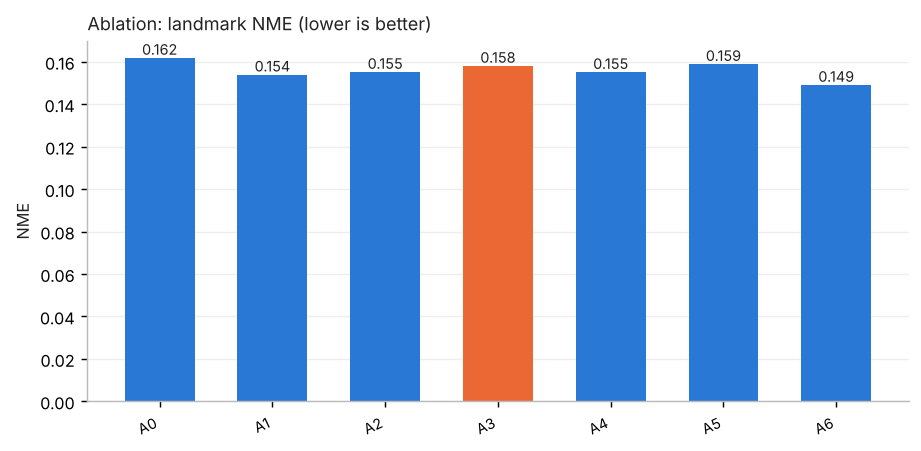 Ablation: landmark NME (lower is better)
0.162
0.154
0.155
0.158
0.155
0.159
0.149
NME
0.16
0.14
0.12
0.10
0.08
0.06
0.04
0.02
0.00
A0
A1
A2
A3
A4
A5
A6